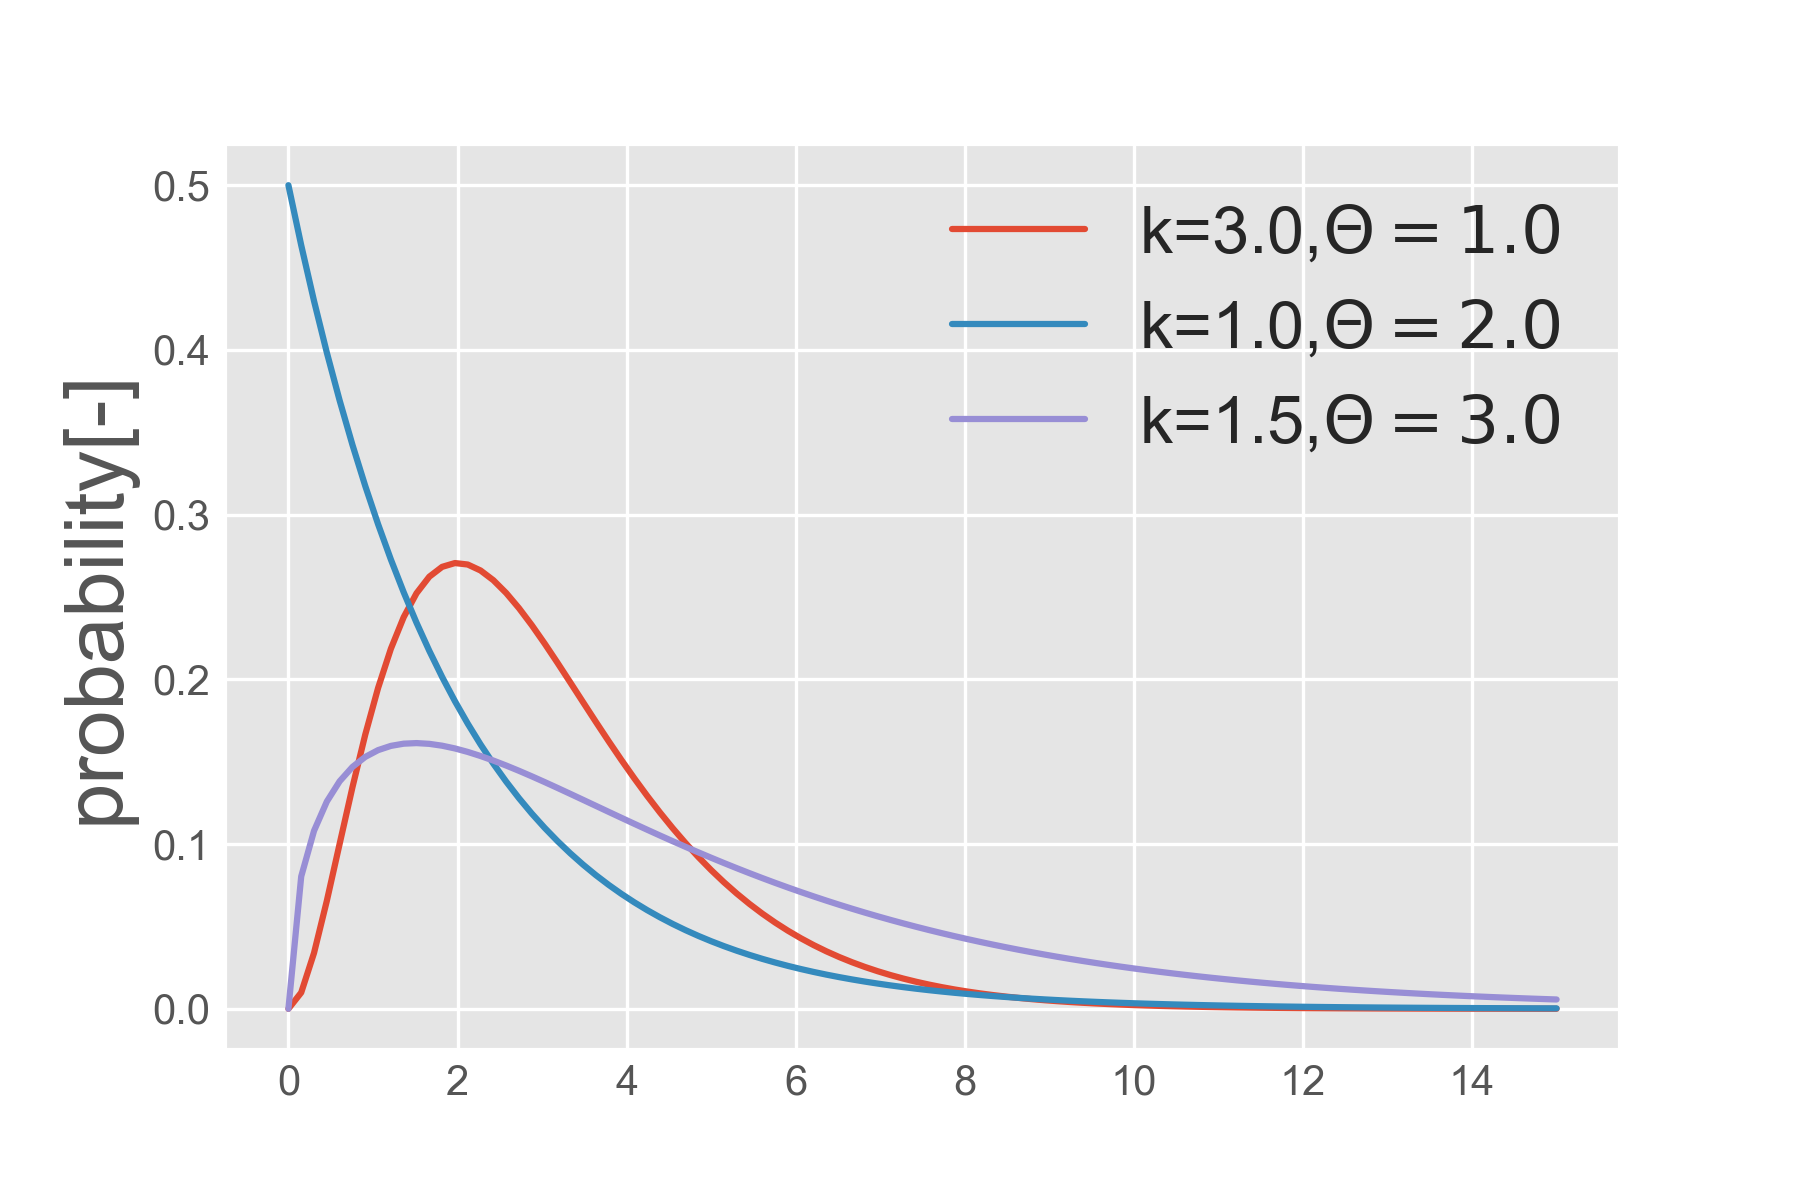 probability[-]
0.5
0.4
0.3
0.2
0.1
0.0
k=3.0,Θ = 1.0
k=1.0,Θ = 2.0
k=1.5,Θ = 3.0
0 2 4 6 8 10 12 14